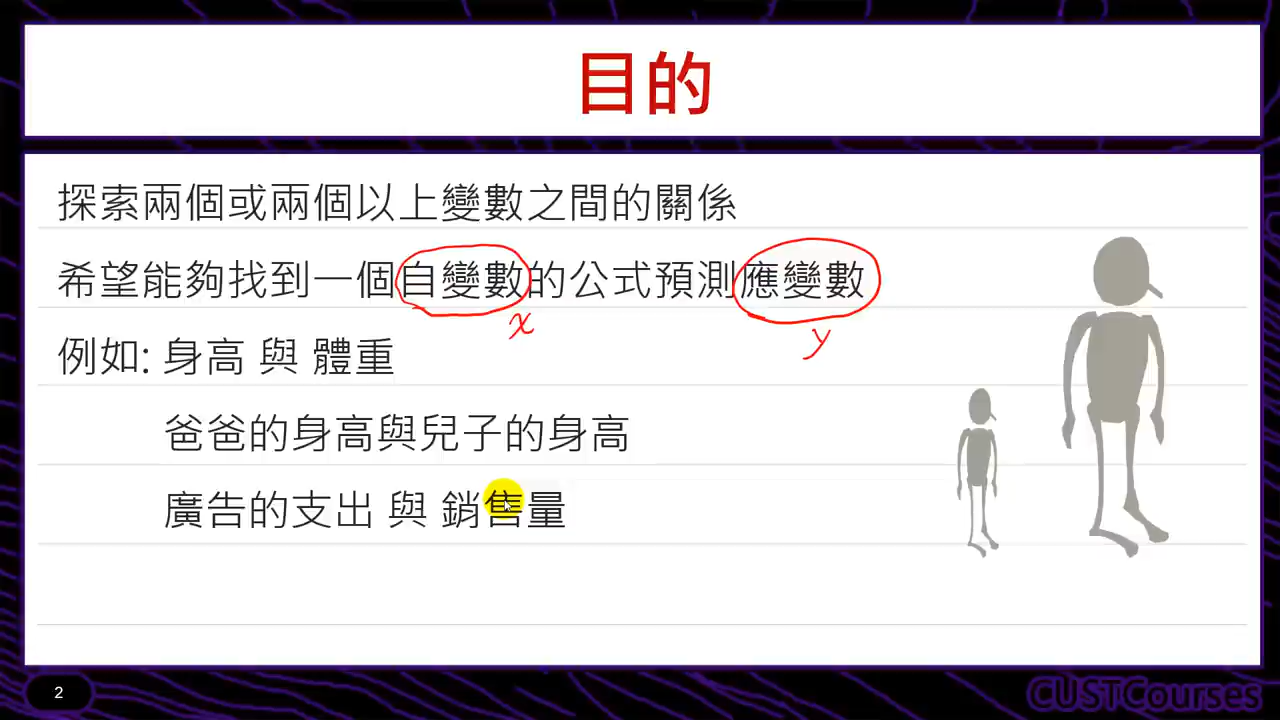 目的
探索兩個或兩個以上變數之間的關係
希望能夠找到一個自變數的公式預測應變數
x y
例如: 身高 與 體重
爸爸的身高與兒子的身高
廣告的支出 與 銷售量
2
CUSTCourses